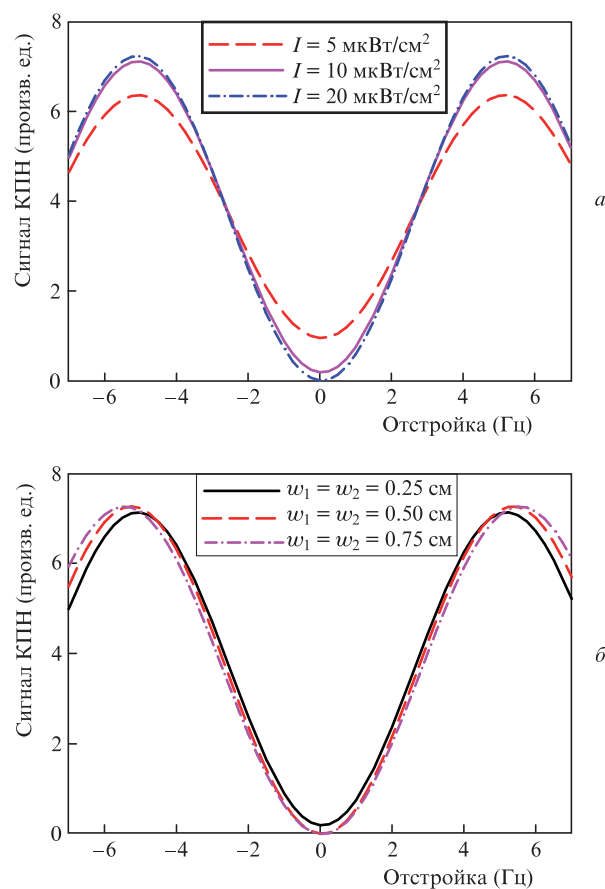 8
6
4
2
0
Сигнал КПН (произв. ед.)
I = 5 мкВт/см²
I = 10 мкВт/см²
I = 20 мкВт/см²
−6 −4 −2 0 2 4 6
Отстройка (Гц)
а
8
6
4
2
0
Сигнал КПН (произв. ед.)
w₁ = w₂ = 0.25 см
w₁ = w₂ = 0.50 см
w₁ = w₂ = 0.75 см
−6 −4 −2 0 2 4 6
Отстройка (Гц)
б